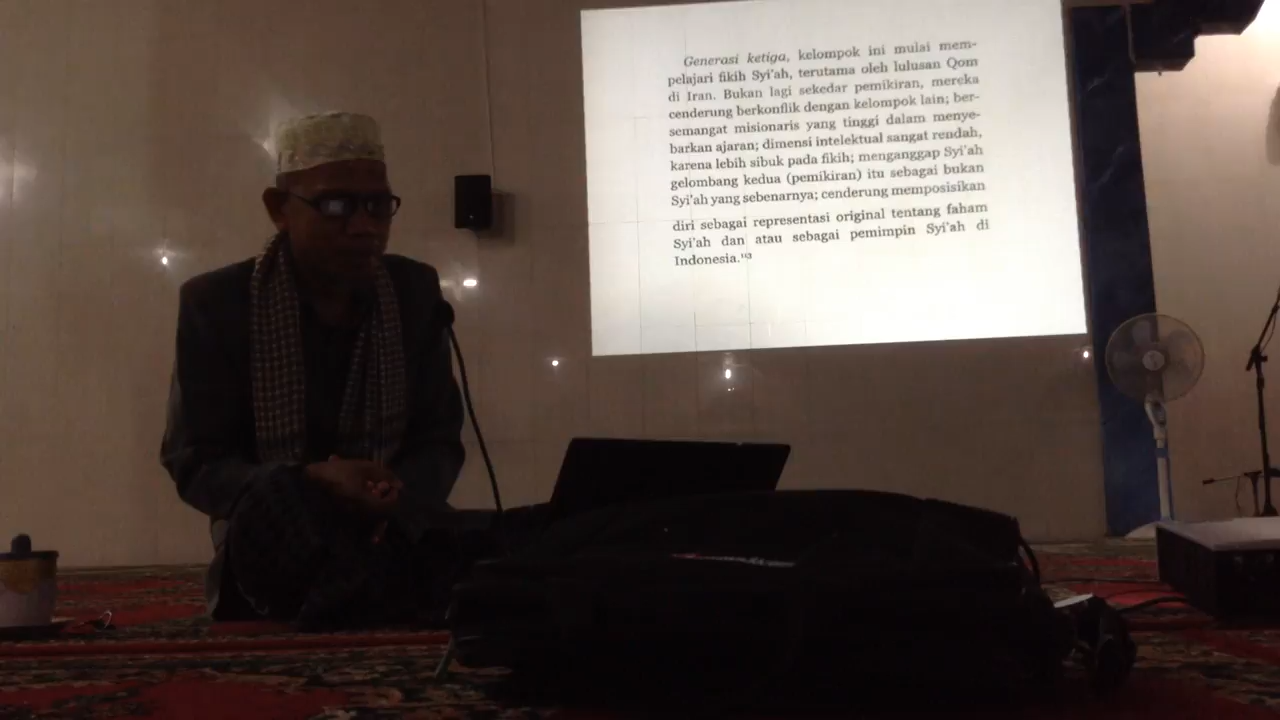 Generasi ketiga, kelompok ini mulai mem-
pelajari fikih Syi'ah, terutama oleh lulusan Qom
di Iran. Bukan lagi sekedar pemikiran, mereka
cenderung berkonflik dengan kelompok lain; ber-
semangat misionaris yang tinggi dalam menye-
barkan ajaran; dimensi intelektual sangat rendah,
karena lebih sibuk pada fikih; menganggap Syi'ah
gelombang kedua (pemikiran) itu sebagai bukan
Syi'ah yang sebenarnya; cenderung memposisikan
diri sebagai representasi original tentang faham
Syi'ah dan atau sebagai pemimpin Syi'ah di
Indonesia.